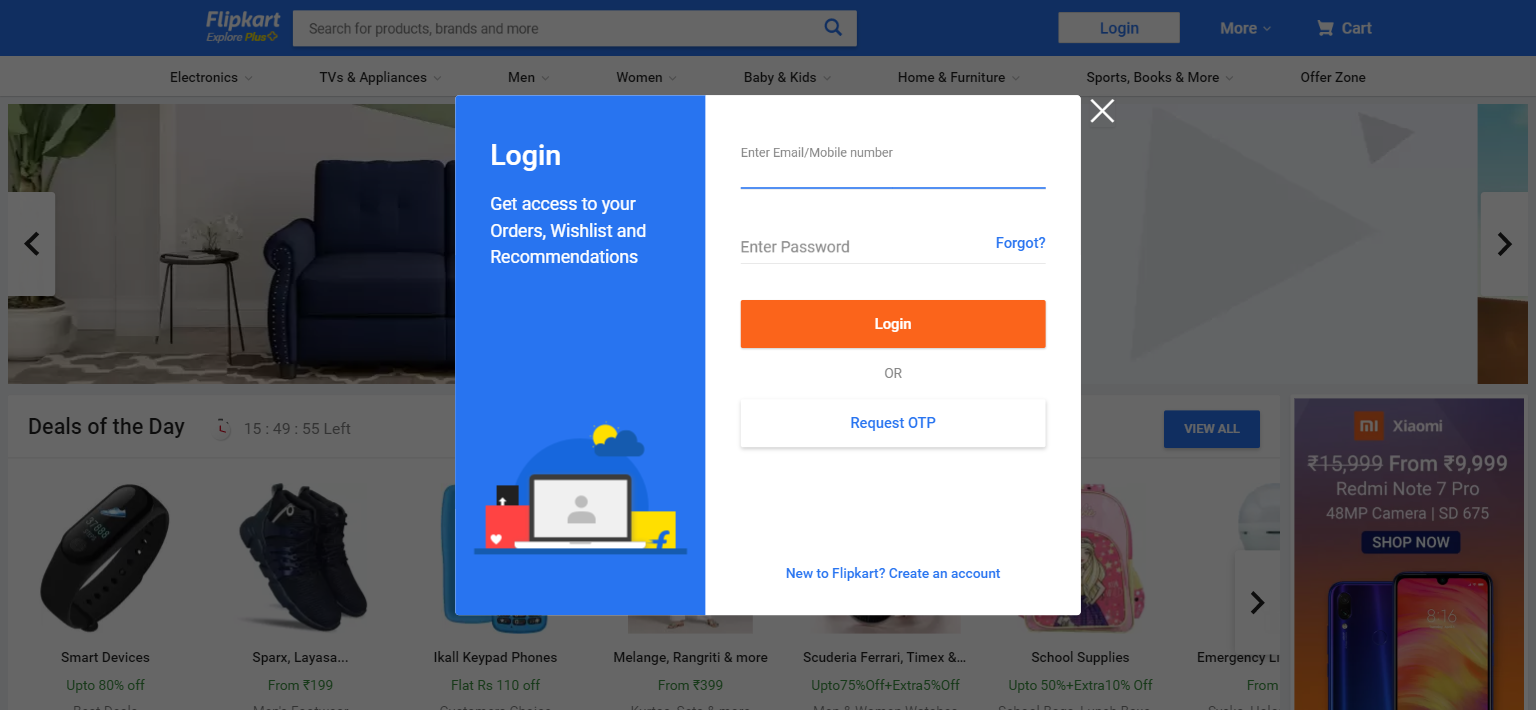 Flipkart
Explore Plus
Search for products, brands and more
Login
More
Cart
Electronics
TVs & Appliances
Men
Women
Baby & Kids
Home & Furniture
Sports, Books & More
Offer Zone
Login
Get access to your
Orders, Wishlist and
Recommendations
Enter Email/Mobile number
Enter Password
Forgot?
Login
OR
Request OTP
New to Flipkart? Create an account
Deals of the Day
15 : 49 : 55 Left
VIEW ALL
Smart Devices
Upto 80% off
Sparx, Layasa...
From ₹199
Ikall Keypad Phones
Flat Rs 110 off
Melange, Rangriti & more
From ₹399
Scuderia Ferrari, Timex &...
Upto75%Off+Extra5%Off
School Supplies
Upto 50%+Extra10% Off
Emergency
From
mi Xiaomi
₹15,999 From ₹9,999
Redmi Note 7 Pro
48MP Camera | SD 675
SHOP NOW
8:16